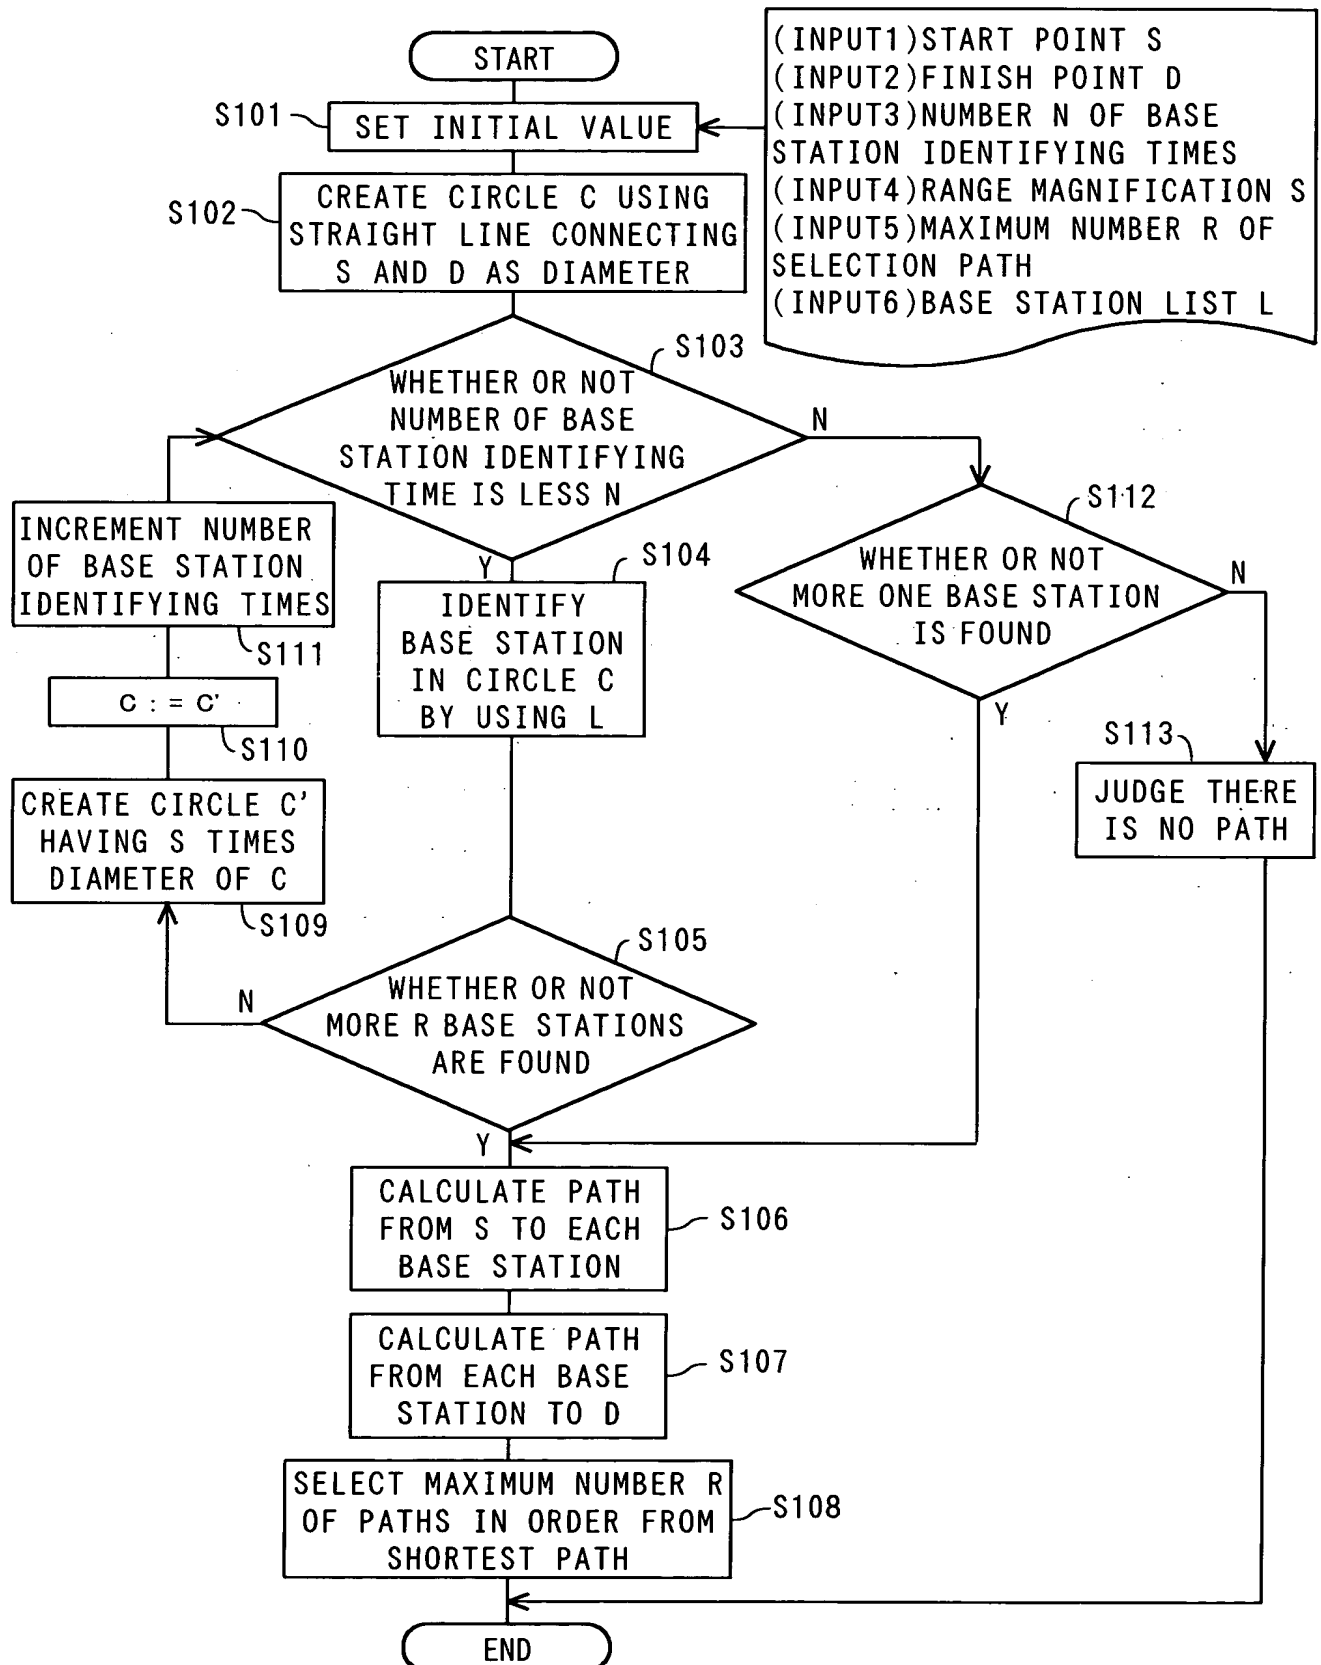 START
(INPUT1)START POINT S
(INPUT2)FINISH POINT D
(INPUT3)NUMBER N OF BASE
STATION IDENTIFYING TIMES
(INPUT4)RANGE MAGNIFICATION S
(INPUT5)MAXIMUM NUMBER R OF
SELECTION PATH
(INPUT6)BASE STATION LIST L
S101
SET INITIAL VALUE
S102
CREATE CIRCLE C USING
STRAIGHT LINE CONNECTING
S AND D AS DIAMETER
S103
WHETHER OR NOT
NUMBER OF BASE
STATION IDENTIFYING
TIME IS LESS N
N
Y
S104
IDENTIFY
BASE STATION
IN CIRCLE C
BY USING L
INCREMENT NUMBER
OF BASE STATION
IDENTIFYING TIMES
S111
C := C'
S110
CREATE CIRCLE C'
HAVING S TIMES
DIAMETER OF C
S109
S112
WHETHER OR NOT
MORE ONE BASE STATION
IS FOUND
N
Y
S113
JUDGE THERE
IS NO PATH
S105
WHETHER OR NOT
MORE R BASE STATIONS
ARE FOUND
N
Y
CALCULATE PATH
FROM S TO EACH
BASE STATION
S106
CALCULATE PATH
FROM EACH BASE
STATION TO D
S107
SELECT MAXIMUM NUMBER R
OF PATHS IN ORDER FROM
SHORTEST PATH
S108
END